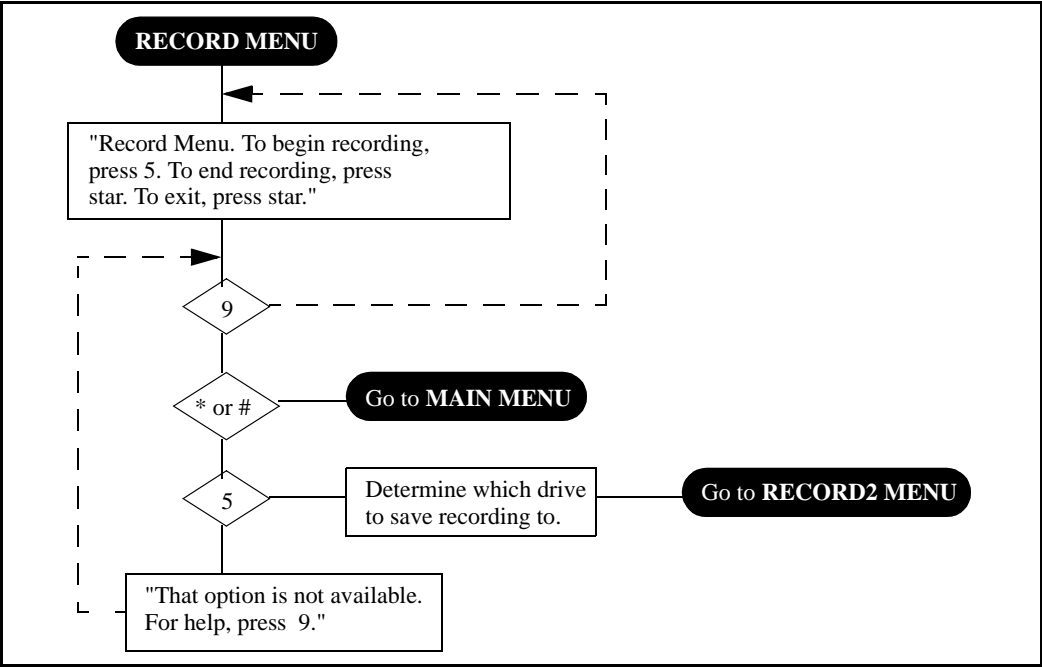 RECORD MENU
"Record Menu. To begin recording,
press 5. To end recording, press
star. To exit, press star."
9
* or #
Go to MAIN MENU
5
Determine which drive
to save recording to.
Go to RECORD2 MENU
"That option is not available.
For help, press 9."